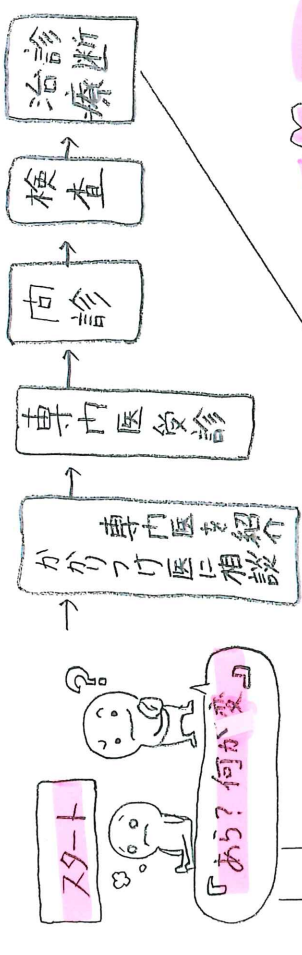 スタート
?
『あら?何か変』
かかりつけ医に相談
専門医を紹介
専門医受診
問診
検査
診断
治療